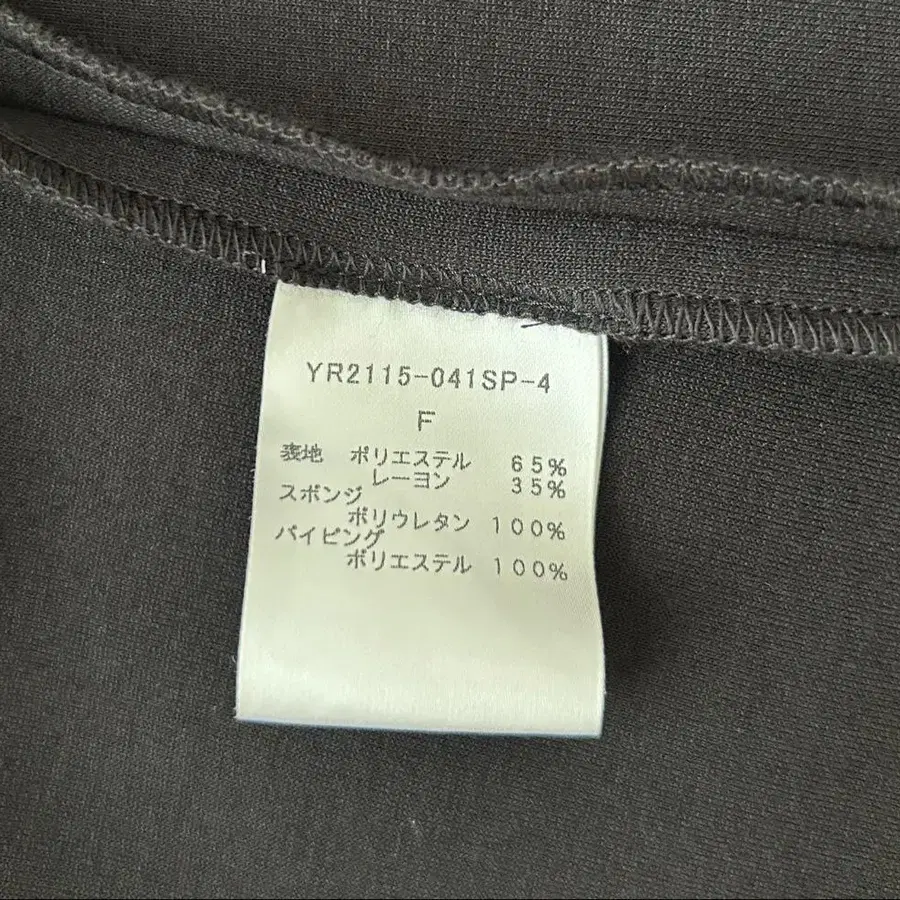 YR2115-041SP-4
F
表地 ポリエステル 65%
レーヨン 35%
スポンジ
ポリウレタン 100%
パイピング
ポリエステル 100%